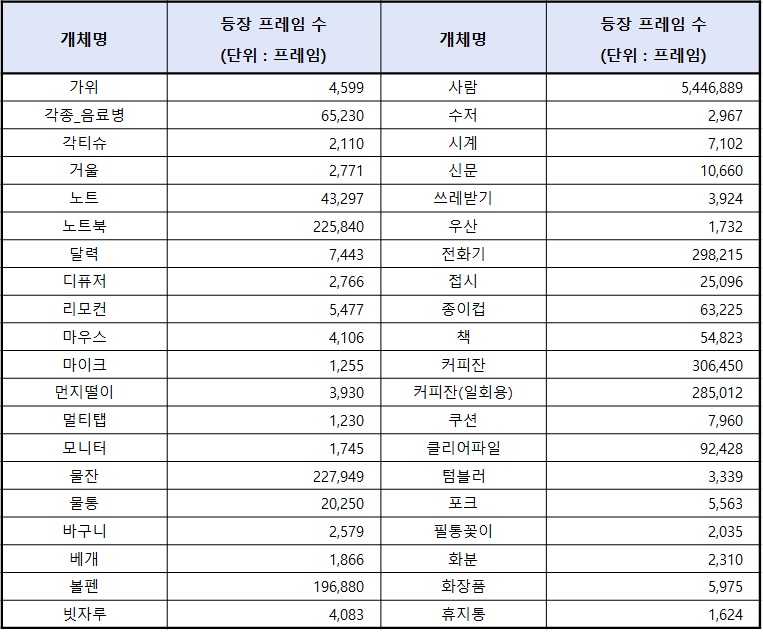 개체명 등장 프레임 수 (단위 : 프레임) 개체명 등장 프레임 수 (단위 : 프레임)
가위 4,599 사람 5,446,889
각종_음료병 65,230 수저 2,967
각티슈 2,110 시계 7,102
거울 2,771 신문 10,660
노트 43,297 쓰레받기 3,924
노트북 225,840 우산 1,732
달력 7,443 전화기 298,215
디퓨저 2,766 접시 25,096
리모컨 5,477 종이컵 63,225
마우스 4,106 책 54,823
마이크 1,255 커피잔 306,450
먼지떨이 3,930 커피잔(일회용) 285,012
멀티탭 1,230 쿠션 7,960
모니터 1,745 클리어파일 92,428
물잔 227,949 텀블러 3,339
물통 20,250 포크 5,563
바구니 2,579 필통꽂이 2,035
베개 1,866 화분 2,310
볼펜 196,880 화장품 5,975
빗자루 4,083 휴지통 1,624